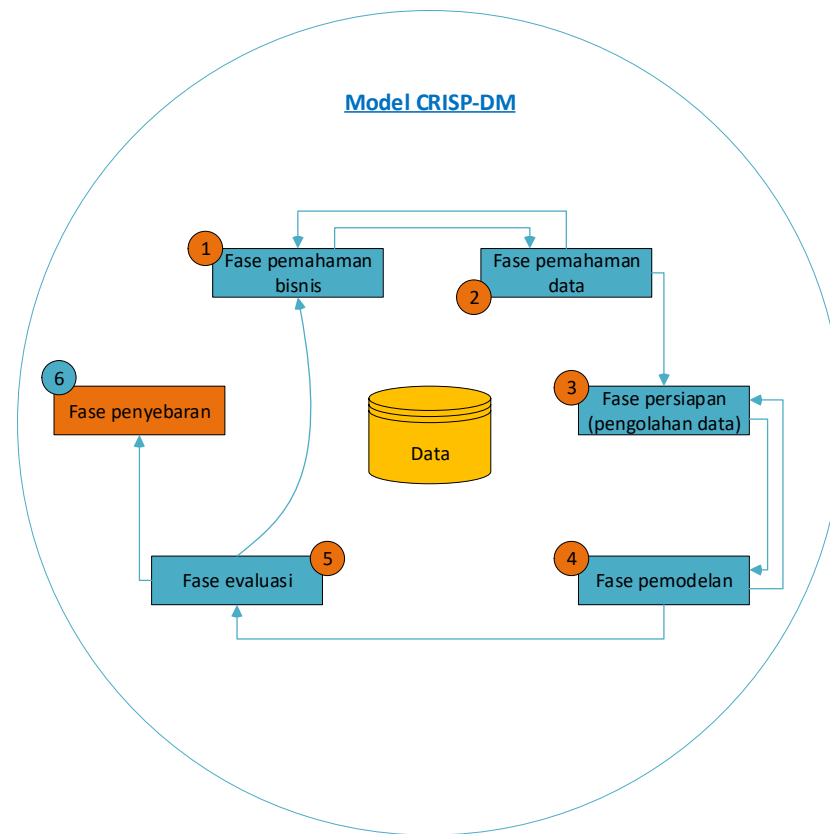 Model CRISP-DM
1
Fase pemahaman
bisnis
2
Fase pemahaman
data
3
Fase persiapan
(pengolahan data)
4
Fase pemodelan
5
Fase evaluasi
6
Fase penyebaran
Data